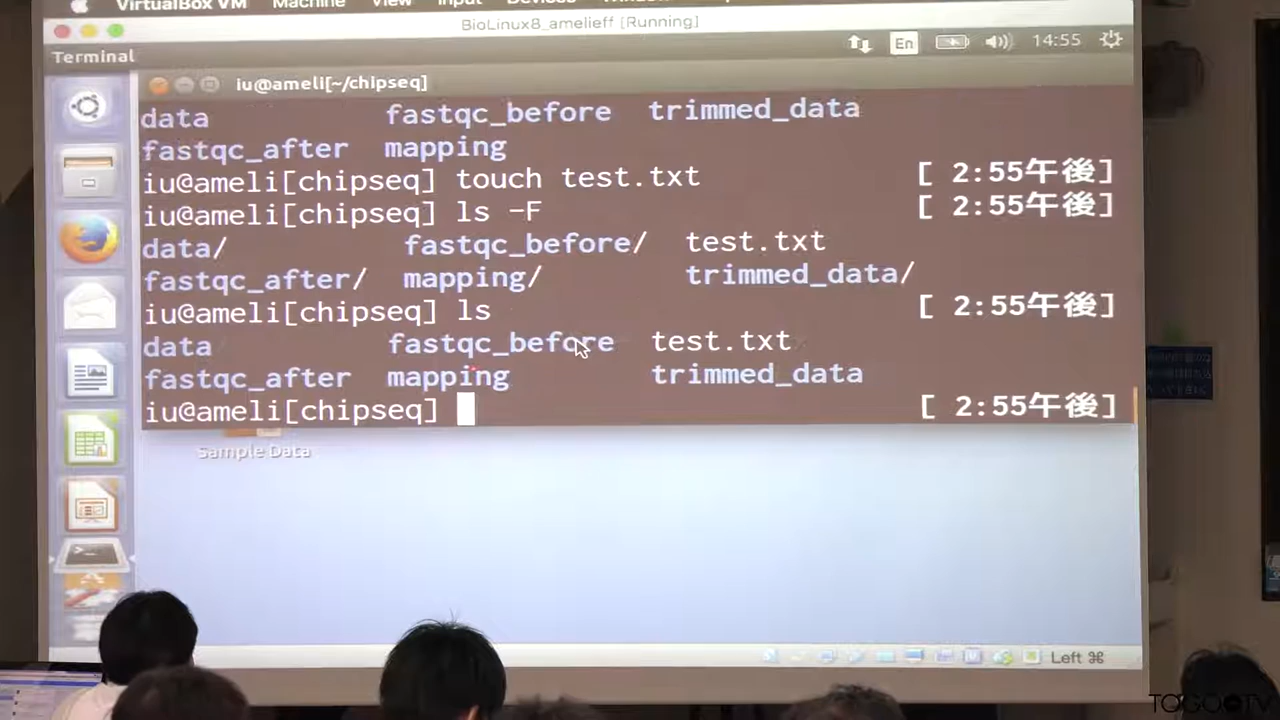 VirtualBox VM Machine View Input Devices
BioLinux8_amelieff [Running]
Terminal En 14:55
iu@ameli[~/chipseq]
data fastqc_before trimmed_data
fastqc_after mapping
iu@ameli[chipseq] touch test.txt [ 2:55午後]
iu@ameli[chipseq] ls -F [ 2:55午後]
data/ fastqc_before/ test.txt
fastqc_after/ mapping/ trimmed_data/
iu@ameli[chipseq] ls [ 2:55午後]
data fastqc_before test.txt
fastqc_after mapping trimmed_data
iu@ameli[chipseq] [ 2:55午後]
Sample Data
Left ⌘
TOGOTV